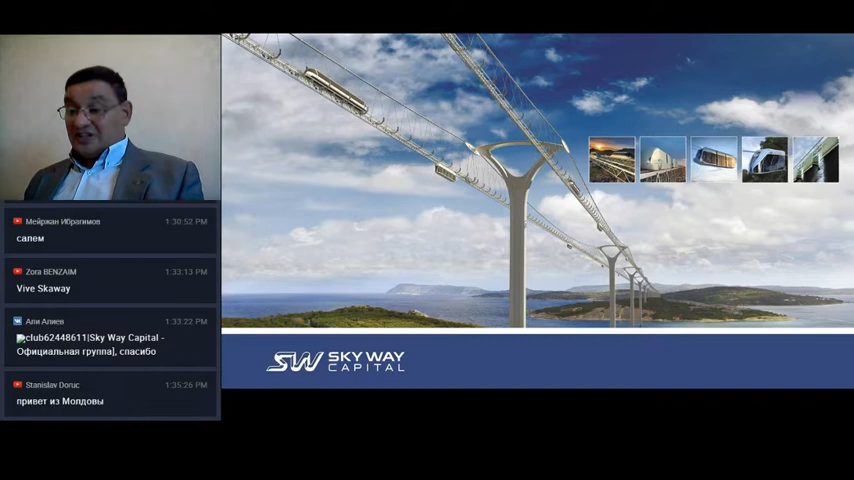 Мейржан Ибрагимов 1:30:52 PM
салем
Zora BENZAIM 1:33:13 PM
Vive Skaway
Али Алиев 1:33:22 PM
club62448611|Sky Way Capital -
Официальная группа], спасибо
Stanislav Doruc 1:35:26 PM
привет из Молдовы
SW SKY WAY
CAPITAL